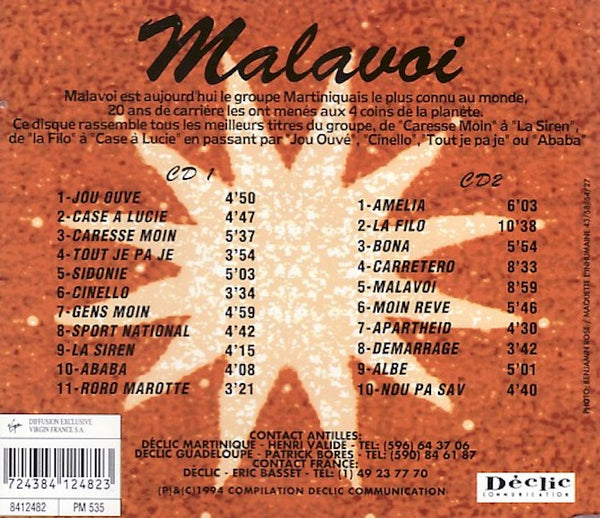 Malavoi
Malavoi est aujourd'hui le groupe Martiniquais le plus connu au monde,
20 ans de carrière les ont menés aux 4 coins de la planète.
Ce disque rassemble tous les meilleurs titres du groupe, de "Caresse Moin" à "La Siren",
de "la Filo" à "Case à Lucie" en passant par "Jou Ouvé", "Cinello", "Tout je pa je" ou "Ababa"
CD 1
1-JOU OUVE 4'50
2-CASE A LUCIE 4'47
3-CARESSE MOIN 5'37
4-TOUT JE PA JE 3'54
5-SIDONIE 5'03
6-CINELLO 3'34
7-GENS MOIN 4'59
8-SPORT NATIONAL 4'42
9-LA SIREN 4'15
10-ABABA 4'08
11-RORO MAROTTE 3'21
CD2
1-AMELIA 6'03
2-LA FILO 10'38
3-BONA 5'54
4-CARRETERO 8'33
5-MALAVOI 8'59
6-MOIN REVE 5'46
7-APARTHEID 4'30
8-DEMARRAGE 3'42
9-ALBE 5'01
10-NOU PA SAV 4'40
PHOTO: BENJAMIN ROSE / MAQUETTE
CONTACT ANTILLES:
DÉCLIC MARTINIQUE - HENRI VALIDE - TEL: (596) 64 37 06
DÉCLIC GUADELOUPE - PATRICK BORES - TEL: (590) 84 61 87
CONTACT FRANCE:
DÉCLIC - ERIC BASSET - TEL: (1) 49 23 77 70
(P)&(C)1994 COMPILATION DECLIC COMMUNICATION
Virgin
DIFFUSION EXCLUSIVE
VIRGIN FRANCE S.A.
724384 124823
8412482 PM 535
Déclic
COMMUNICATION